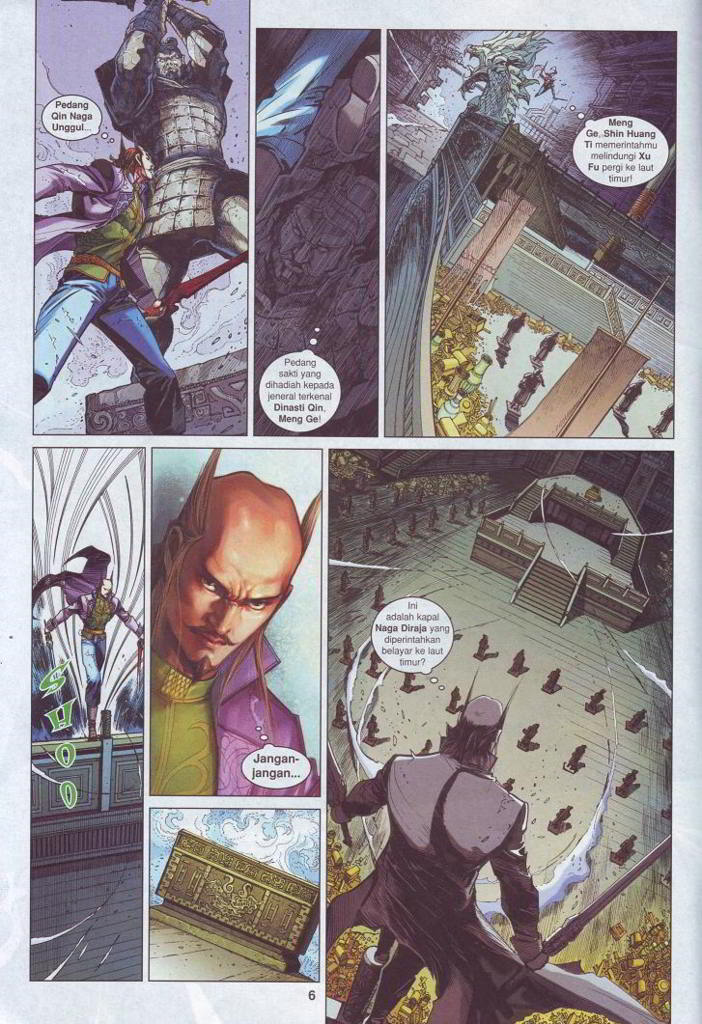 Pedang
Qin Naga
Unggul...
Pedang
sakti yang
dihadiah kepada
jeneral terkenal
Dinasti Qin,
Meng Ge!
Meng
Ge, Shin Huang
Ti memerintahmu
melindungi Xu
Fu pergi ke laut
timur!
SHOO
Jangan-
jangan...
Ini
adalah kapal
Naga Diraja yang
diperintahkan
belayar ke laut
timur?
6